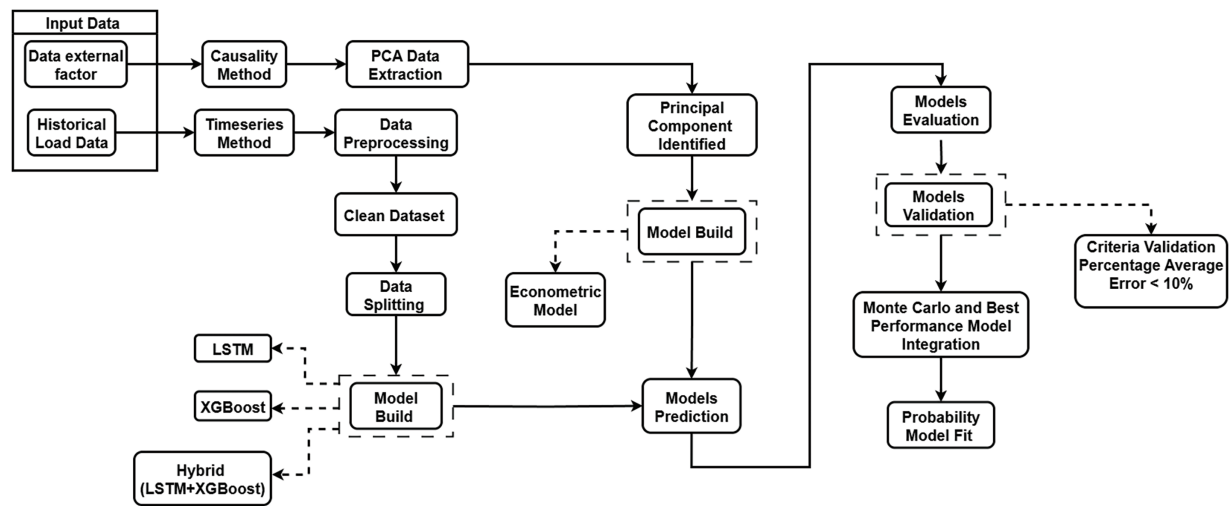 Input Data
Data external
factor
Causality
Method
PCA Data
Extraction
Historical
Load Data
Timeseries
Method
Data
Preprocessing
Clean Dataset
Data
Splitting
Model
Build
LSTM
XGBoost
Hybrid
(LSTM+XGBoost)
Principal
Component
Identified
Model Build
Econometric
Model
Models
Prediction
Models
Evaluation
Models
Validation
Criteria Validation
Percentage Average
Error < 10%
Monte Carlo and Best
Performance Model
Integration
Probability
Model Fit